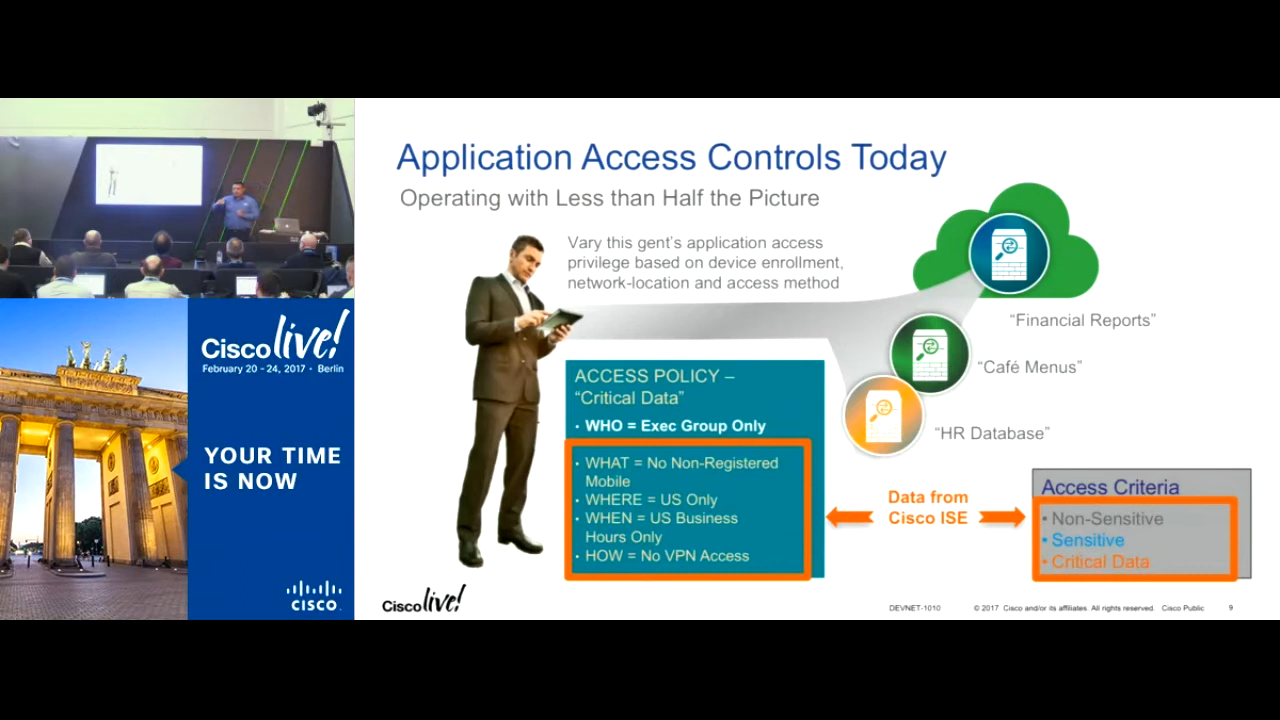 Application Access Controls Today
Operating with Less than Half the Picture
Vary this gent's application access
privilege based on device enrollment,
network-location and access method
"Financial Reports"
"Café Menus"
"HR Database"
ACCESS POLICY –
"Critical Data"
• WHO = Exec Group Only
• WHAT = No Non-Registered
Mobile
• WHERE = US Only
• WHEN = US Business
Hours Only
• HOW = No VPN Access
Data from
Cisco ISE
Access Criteria
• Non-Sensitive
• Sensitive
• Critical Data
Cisco live!
DEVNET-1010 © 2017 Cisco and/or its affiliates. All rights reserved. Cisco Public 9
Cisco live!
February 20 - 24, 2017 • Berlin
YOUR TIME
IS NOW
CISCO.